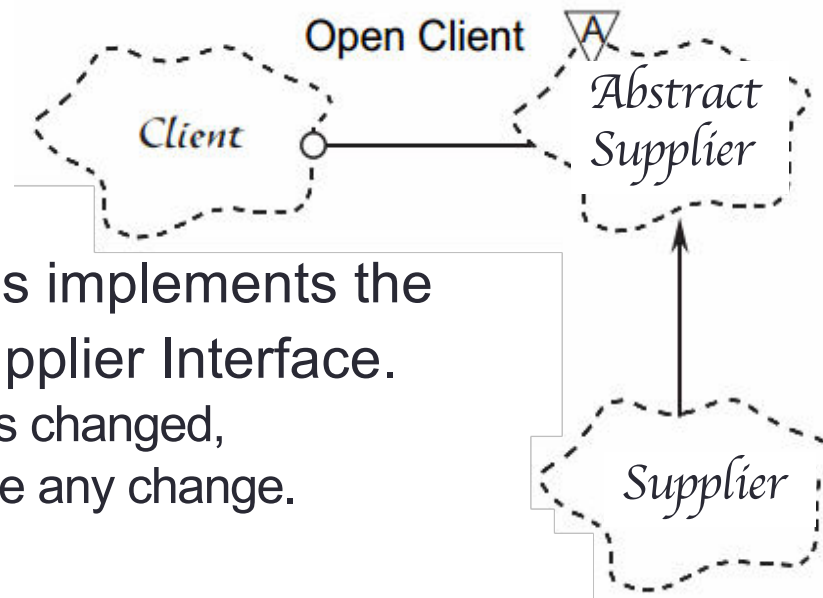 Open Client
A
Client
Abstract
Supplier
s implements the
pplier Interface.
s changed,
e any change.
Supplier